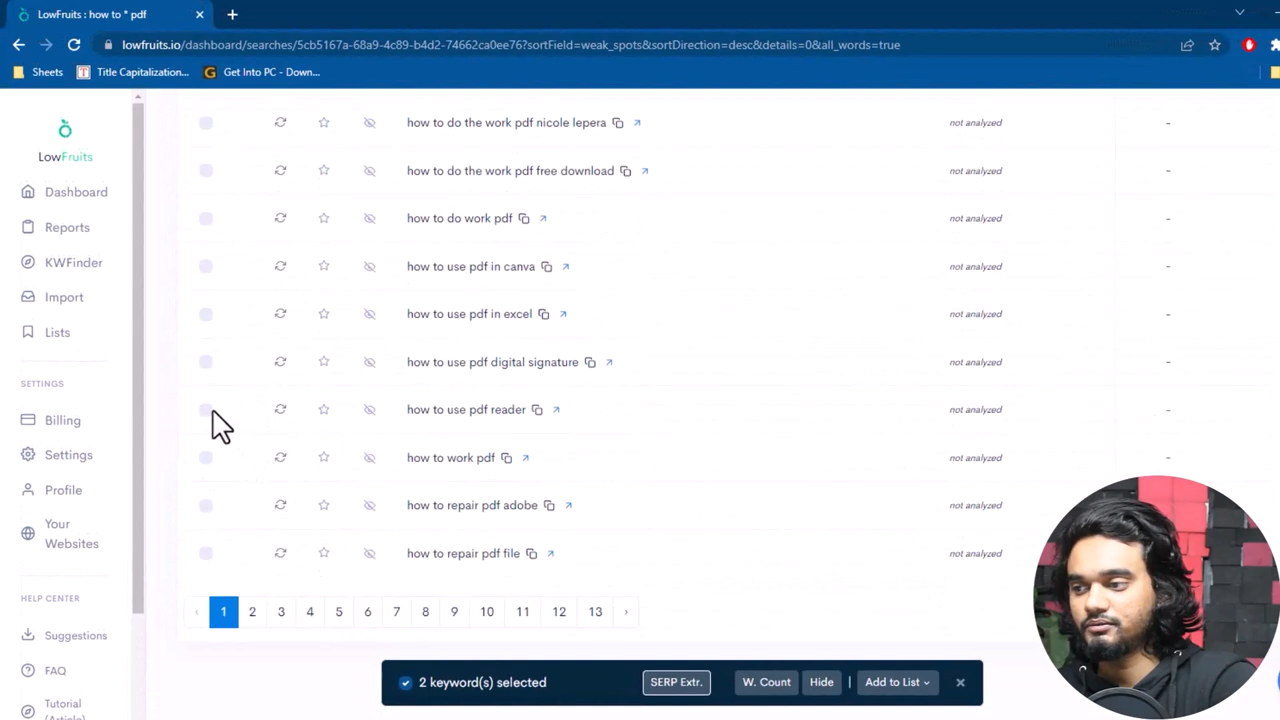 LowFruits : how to * pdf
lowfruits.io/dashboard/searches/5cb5167a-68a9-4c89-b4d2-74662ca0ee76?sortField=weak_spots&sortDirection=desc&details=0&all_words=true
Sheets
Title Capitalization...
Get Into PC - Down...
LowFruits
Dashboard
Reports
KWFinder
Import
Lists
SETTINGS
Billing
Settings
Profile
Your
Websites
HELP CENTER
Suggestions
FAQ
Tutorial
(Article)
how to do the work pdf nicole lepera not analyzed -
how to do the work pdf free download not analyzed -
how to do work pdf not analyzed -
how to use pdf in canva not analyzed -
how to use pdf in excel not analyzed -
how to use pdf digital signature not analyzed -
how to use pdf reader not analyzed -
how to work pdf not analyzed -
how to repair pdf adobe not analyzed
how to repair pdf file not analyzed
‹ 1 2 3 4 5 6 7 8 9 10 11 12 13 ›
2 keyword(s) selected SERP Extr. W. Count Hide | Add to List